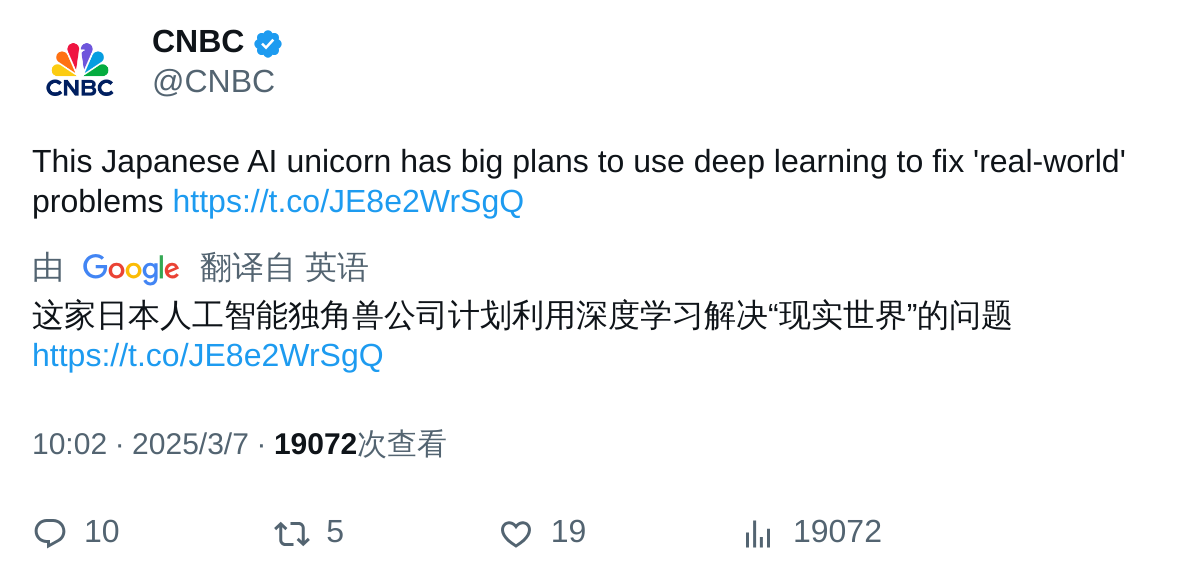 CNBC
CNBC
@CNBC
This Japanese AI unicorn has big plans to use deep learning to fix 'real-world'
problems https://t.co/JE8e2WrSgQ
由 Google 翻译自 英语
这家日本人工智能独角兽公司计划利用深度学习解决“现实世界”的问题
https://t.co/JE8e2WrSgQ
10:02 · 2025/3/7 · 19072次查看
10 5 19 19072